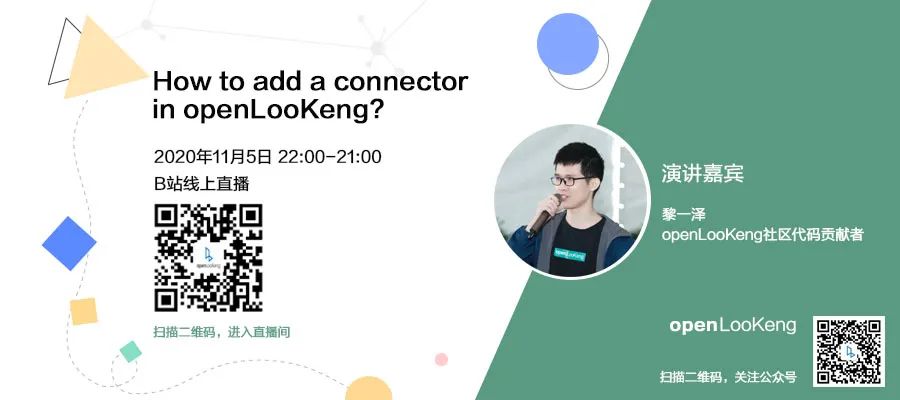 How to add a connector
in openLooKeng?
2020年11月5日 22:00-21:00
B站线上直播
openLooKeng
扫描二维码，进入直播间
openLooKeng
演讲嘉宾
黎一泽
openLooKeng社区代码贡献者
openLooKeng
扫描二维码，关注公众号